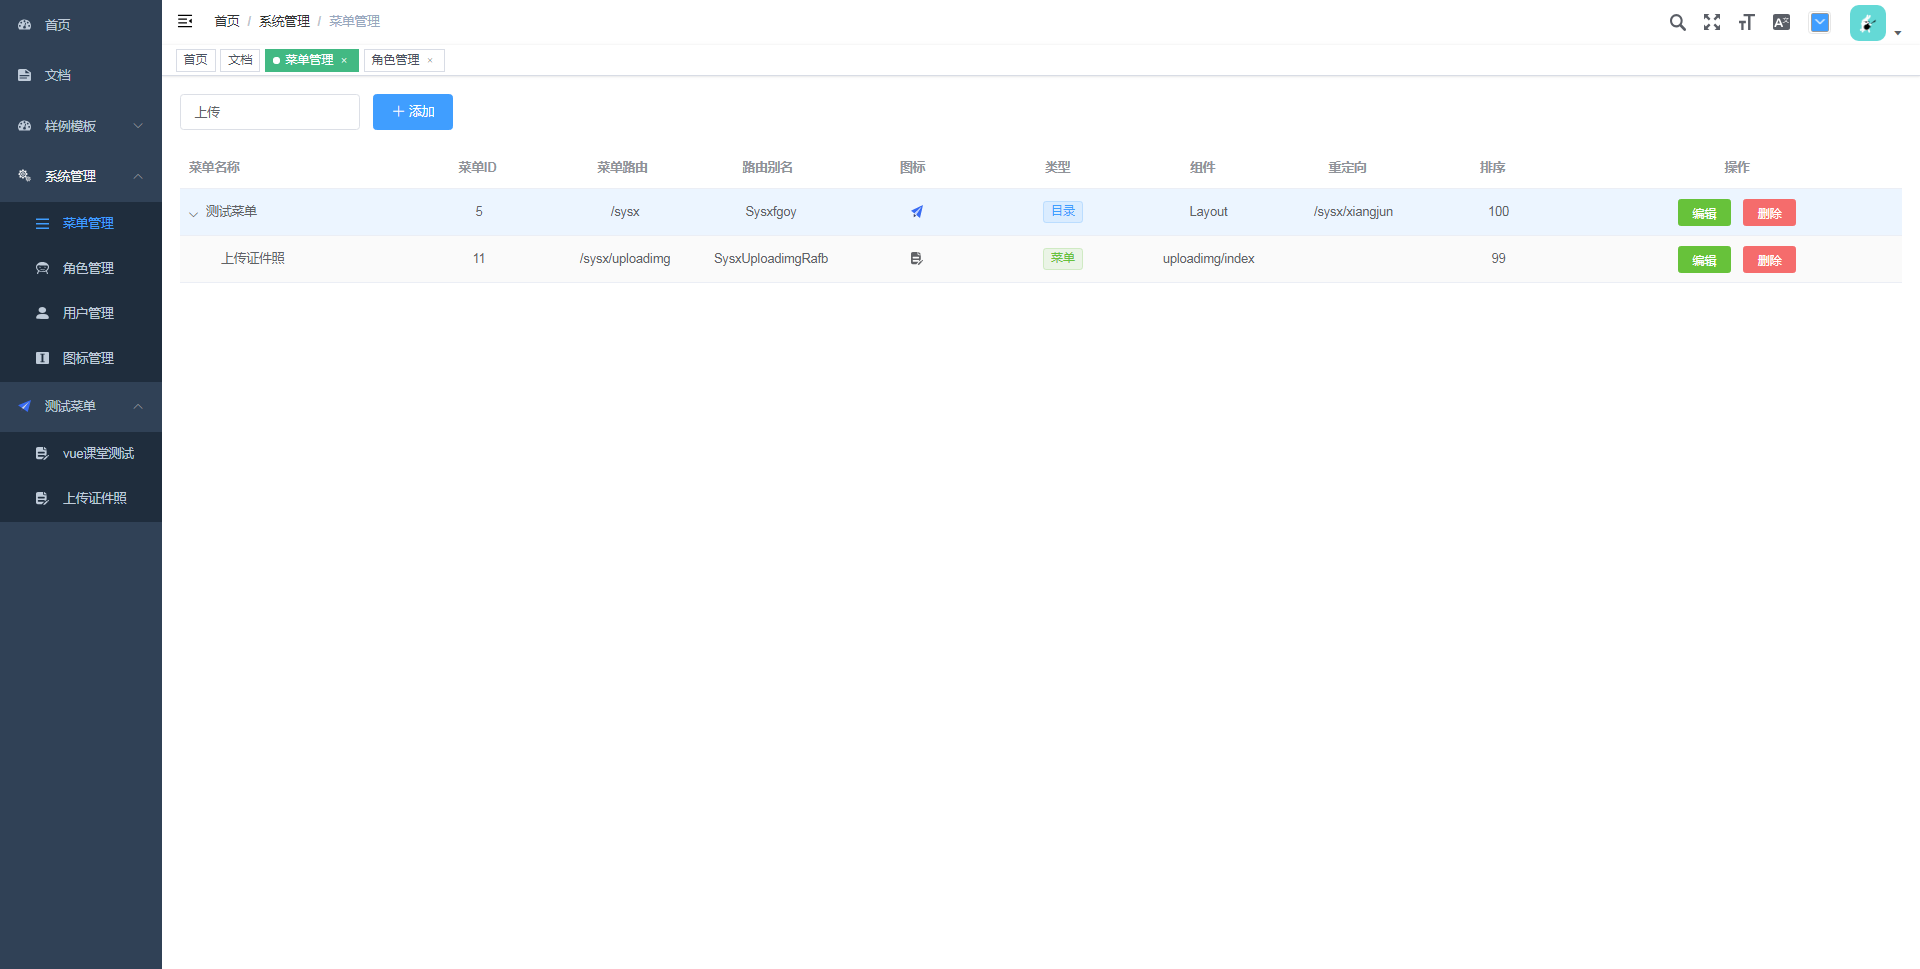 首页
文档
样例模板
系统管理
菜单管理
角色管理
用户管理
图标管理
测试菜单
vue课堂测试
上传证件照
首页 / 系统管理 / 菜单管理
首页 文档 菜单管理 × 角色管理 ×
上传 添加
菜单名称 菜单ID 菜单路由 路由别名 图标 类型 组件 重定向 排序 操作
测试菜单 5 /sysx Sysxfgoy 目录 Layout /sysx/xiangjun 100 编辑 删除
上传证件照 11 /sysx/uploadimg SysxUploadimgRafb 菜单 uploadimg/index 99 编辑 删除